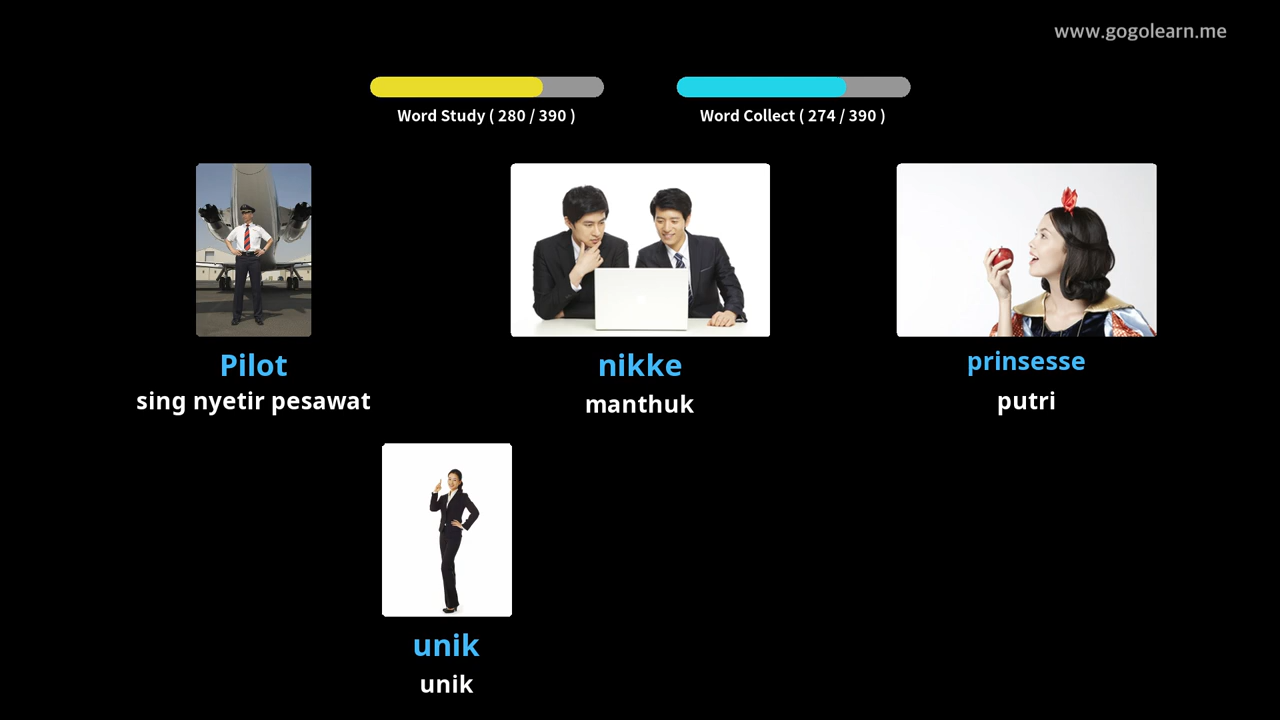 www.gogolearn.me
Word Study ( 280 / 390 )
Word Collect ( 274 / 390 )
Pilot
sing nyetir pesawat
nikke
manthuk
prinsesse
putri
unik
unik